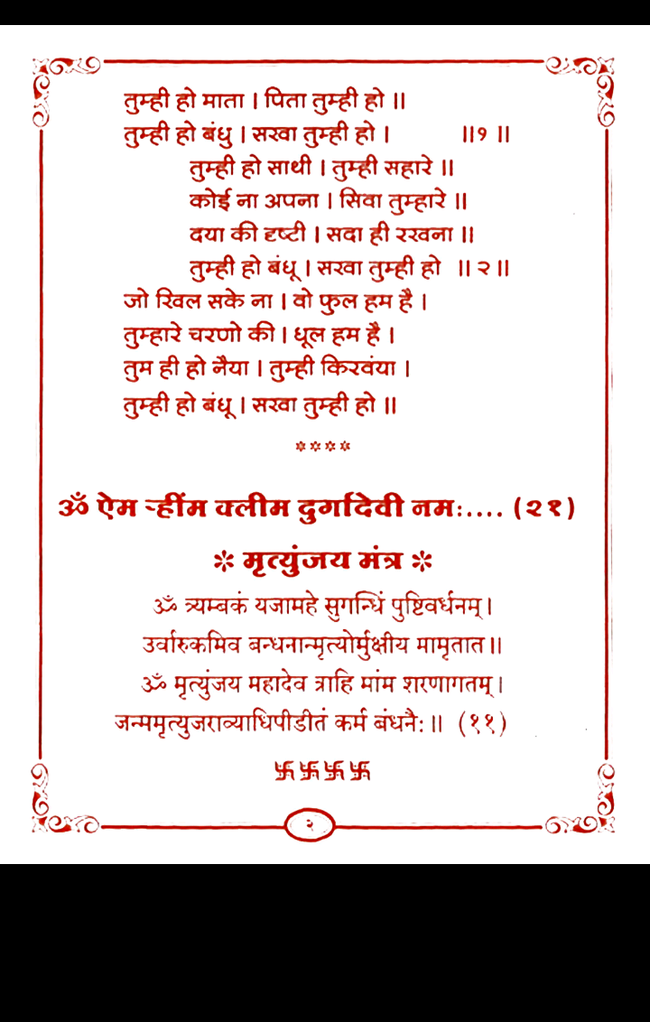 तुम्ही हो माता । पिता तुम्ही हो ॥
तुम्ही हो बंधु । सखा तुम्ही हो । ॥१॥
तुम्ही हो साथी । तुम्ही सहारे ॥
कोई ना अपना । सिवा तुम्हारे ॥
दया की दृष्टी । सदा ही रखना ॥
तुम्ही हो बंधू । सखा तुम्ही हो ॥२॥
जो खिल सके ना । वो फुल हम है ।
तुम्हारे चरणो की । धूल हम है ।
तुम ही हो नैया । तुम्ही किरवंया ।
तुम्ही हो बंधू । सखा तुम्ही हो ॥
ॐ ऐम ऱ्हींम क्लीम दुर्गादेवी नमः.... (२१)
❊ मृत्युंजय मंत्र ❊
ॐ त्र्यम्बकं यजामहे सुगन्धिं पुष्टिवर्धनम् ।
उर्वारुकमिव बन्धनान्मृत्योर्मुक्षीय मामृतात ॥
ॐ मृत्युंजय महादेव त्राहि मांम शरणागतम् ।
जन्ममृत्युजराव्याधिपीडीतं कर्म बंधनैः ॥ (११)
卐 卐 卐 卐
२